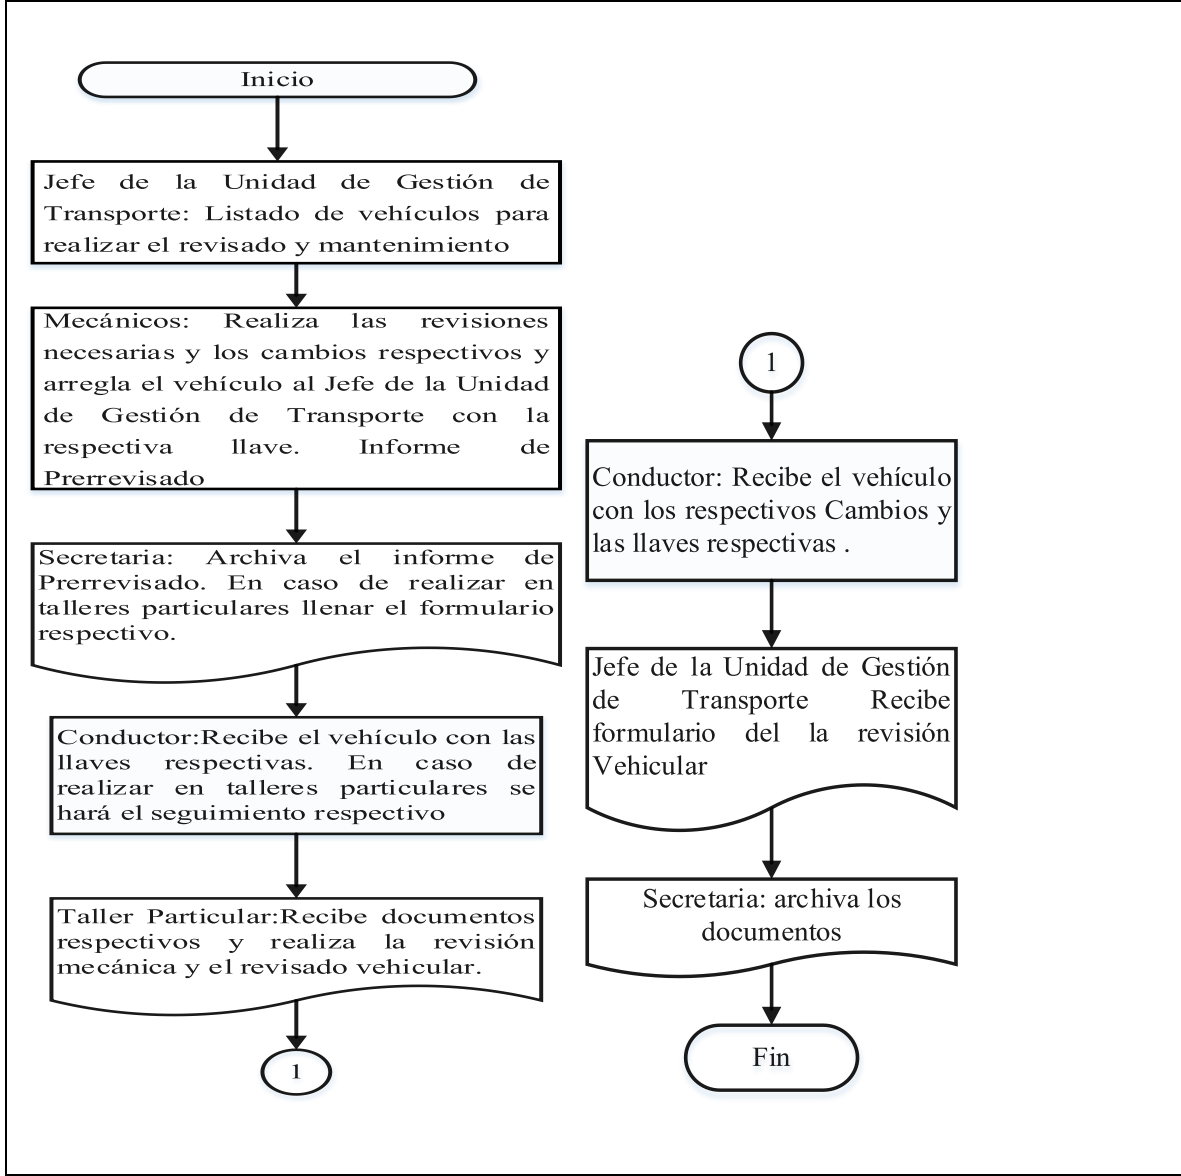 Inicio
Jefe de la Unidad de Gestión de
Transporte: Listado de vehículos para
realizar el revisado y mantenimiento
Mecánicos: Realiza las revisiones
necesarias y los cambios respectivos y
arregla el vehículo al Jefe de la Unidad
de Gestión de Transporte con la
respectiva llave. Informe de
Prerrevisado
Secretaria: Archiva el informe de
Prerrevisado. En caso de realizar en
talleres particulares llenar el formulario
respectivo.
Conductor:Recibe el vehículo con las
llaves respectivas. En caso de
realizar en talleres particulares se
hará el seguimiento respectivo
Taller Particular:Recibe documentos
respectivos y realiza la revisión
mecánica y el revisado vehicular.
1
1
Conductor: Recibe el vehículo
con los respectivos Cambios y
las llaves respectivas .
Jefe de la Unidad de Gestión
de Transporte Recibe
formulario del la revisión
Vehicular
Secretaria: archiva los
documentos
Fin